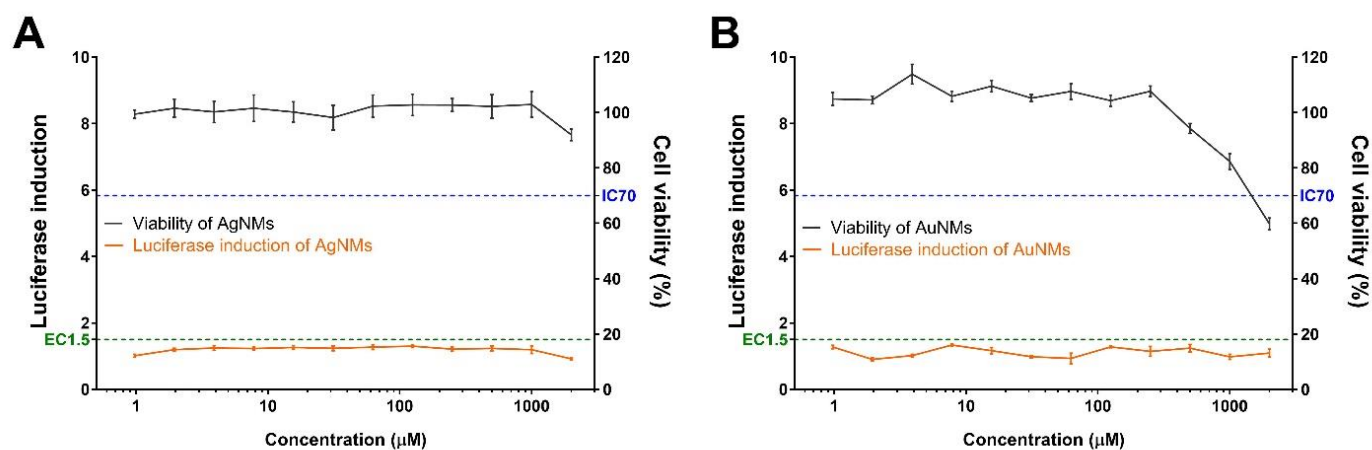 A
Luciferase induction
10
8
6
4
2
0
EC1.5
Viability of AgNMs
Luciferase induction of AgNMs
IC70
120
100
80
60
40
20
0
Cell viability (%)
1
10
100
1000
Concentration (μM)
B
Luciferase induction
10
8
6
4
2
0
EC1.5
Viability of AuNMs
Luciferase induction of AuNMs
IC70
120
100
80
60
40
20
0
Cell viability (%)
1
10
100
1000
Concentration (μM)